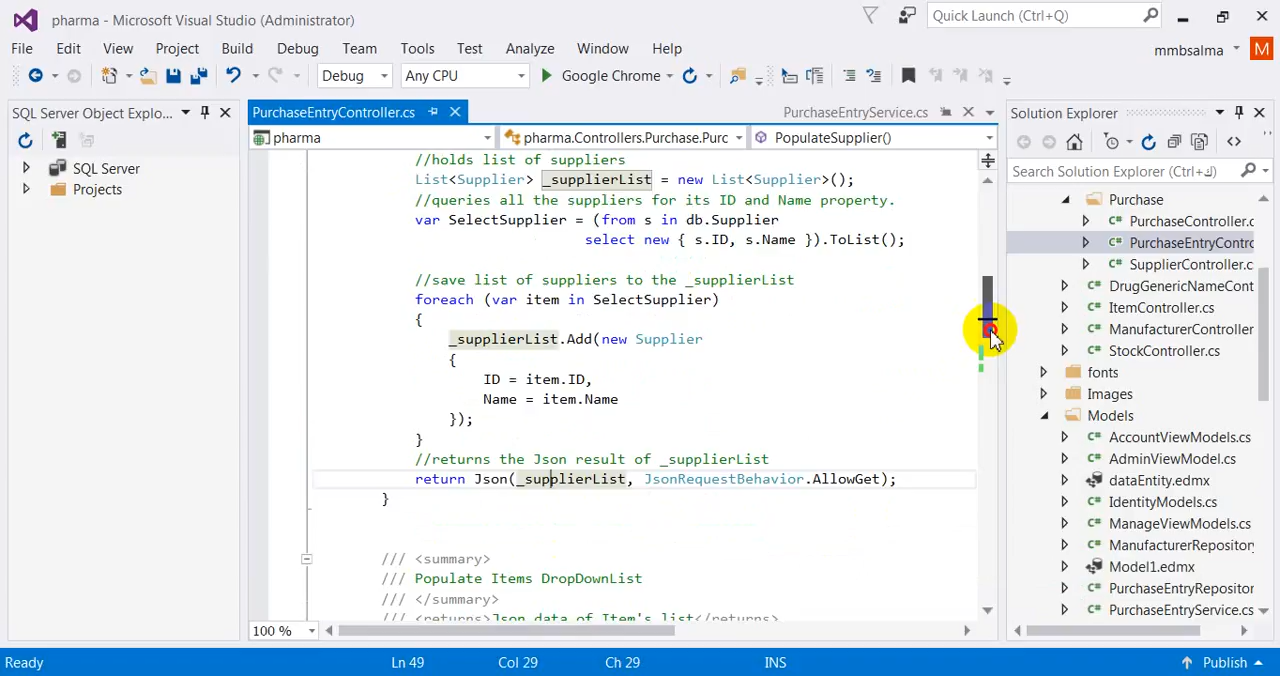 pharma - Microsoft Visual Studio (Administrator)
Quick Launch (Ctrl+Q)
File Edit View Project Build Debug Team Tools Test Analyze Window Help
mmbsalma M
Debug Any CPU Google Chrome
SQL Server Object Explo...
SQL Server
Projects
PurchaseEntryController.cs PurchaseEntryService.cs
pharma pharma.Controllers.Purchase.Purc PopulateSupplier()
//holds list of suppliers
List<Supplier> _supplierList = new List<Supplier>();
//queries all the suppliers for its ID and Name property.
var SelectSupplier = (from s in db.Supplier
select new { s.ID, s.Name }).ToList();
//save list of suppliers to the _supplierList
foreach (var item in SelectSupplier)
{
_supplierList.Add(new Supplier
{
ID = item.ID,
Name = item.Name
});
}
//returns the Json result of _supplierList
return Json(_supplierList, JsonRequestBehavior.AllowGet);
}
/// <summary>
/// Populate Items DropDownList
/// </summary>
/// <returns>Json data of Item's list</returns>
100 %
Solution Explorer
Search Solution Explorer (Ctrl+ك)
Purchase
C# PurchaseController.c
C# PurchaseEntryContro
C# SupplierController.c
C# DrugGenericNameCont
C# ItemController.cs
C# ManufacturerController
C# StockController.cs
fonts
Images
Models
C# AccountViewModels.cs
C# AdminViewModel.cs
dataEntity.edmx
C# IdentityModels.cs
C# ManageViewModels.cs
C# ManufacturerRepository
Model1.edmx
C# PurchaseEntryRepositor
C# PurchaseEntryService.cs
Ready Ln 49 Col 29 Ch 29 INS Publish